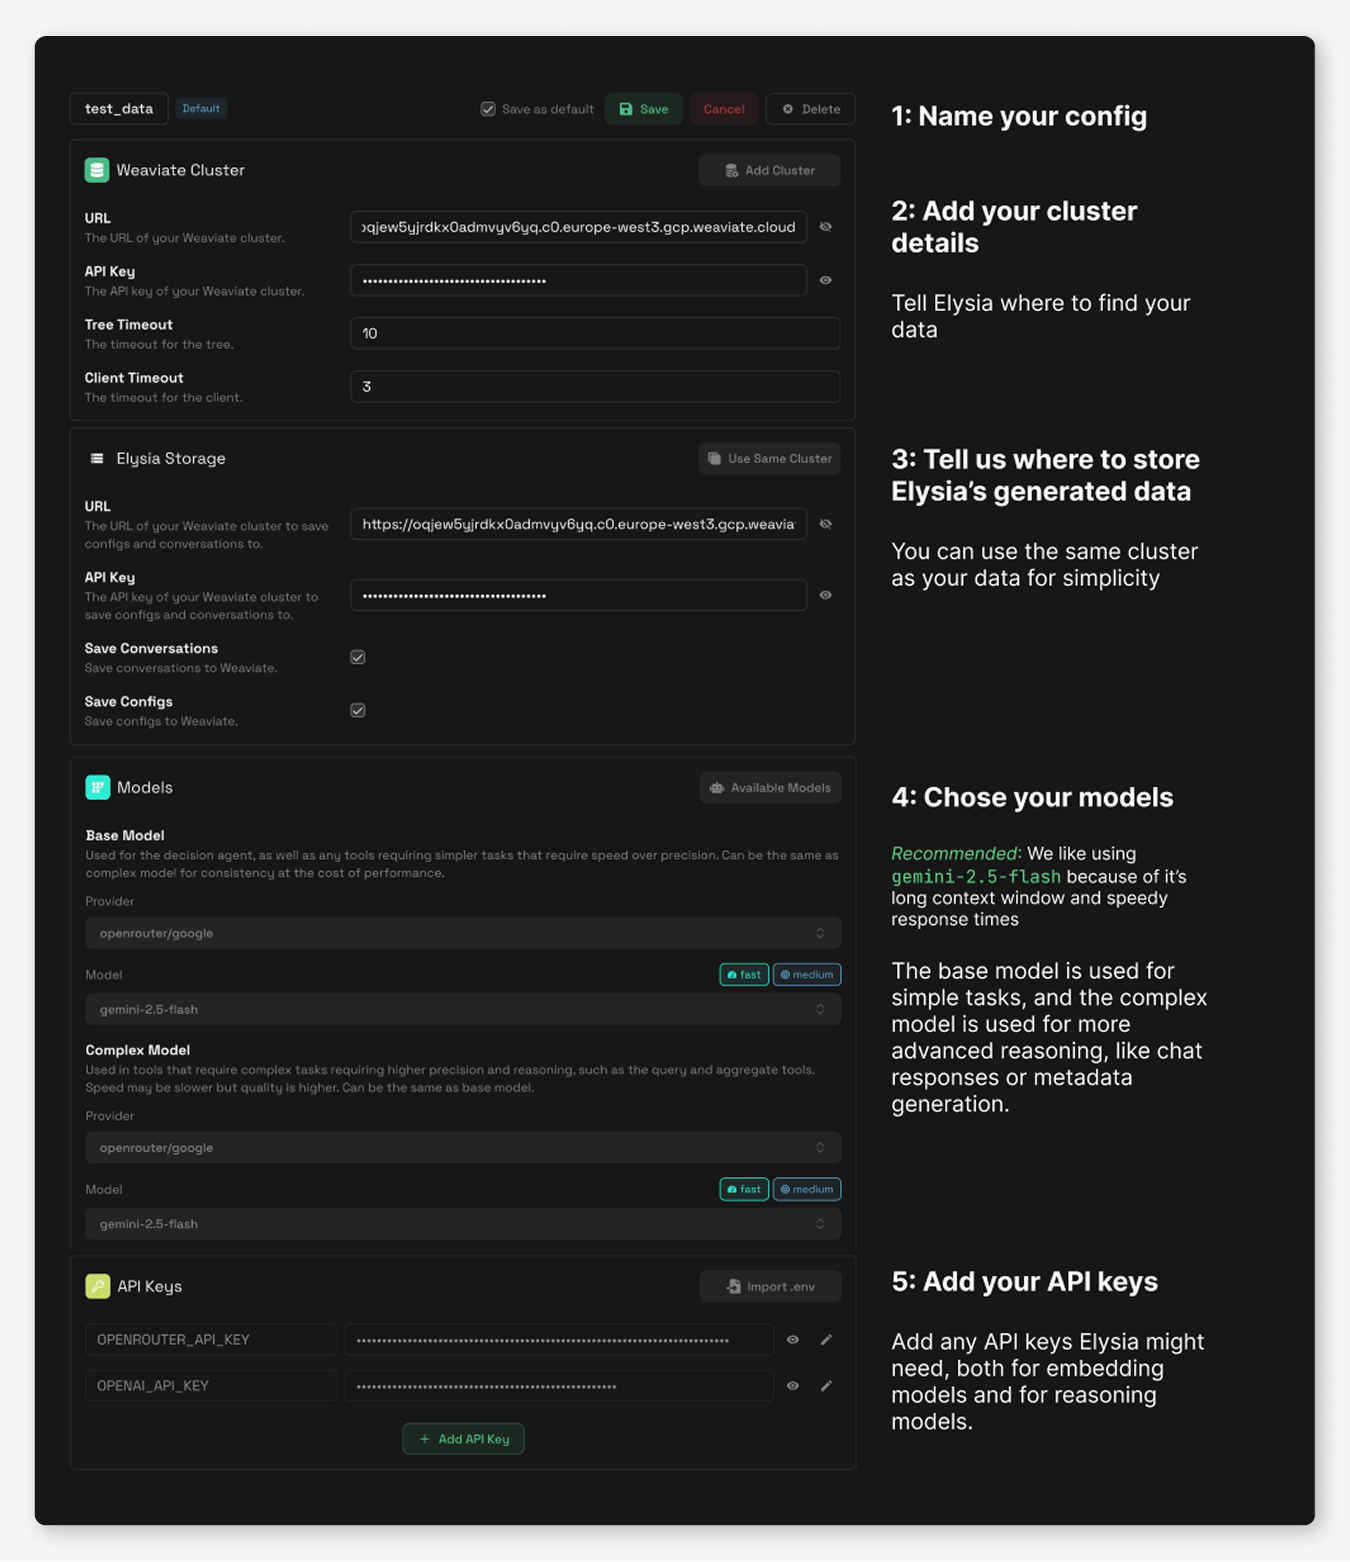 test_data
Default
Save as default
Save
Cancel
Delete
Weaviate Cluster
Add Cluster
URL
The URL of your Weaviate cluster.
oqjew5yjrdkx0admvyv6yq.c0.europe-west3.gcp.weaviate.cloud
API Key
The API key of your Weaviate cluster.
Tree Timeout
The timeout for the tree.
10
Client Timeout
The timeout for the client.
3
Elysia Storage
Use Same Cluster
URL
The URL of your Weaviate cluster to save
configs and conversations to.
https://oqjew5yjrdkx0admvyv6yq.c0.europe-west3.gcp.weavia
API Key
The API key of your Weaviate cluster to
save configs and conversations to.
Save Conversations
Save conversations to Weaviate.
Save Configs
Save configs to Weaviate.
Models
Available Models
Base Model
Used for the decision agent, as well as any tools requiring simpler tasks that require speed over precision. Can be the same as
complex model for consistency at the cost of performance.
Provider
openrouter/google
Model
fast
medium
gemini-2.5-flash
Complex Model
Used in tools that require complex tasks requiring higher precision and reasoning, such as the query and aggregate tools.
Speed may be slower but quality is higher. Can be the same as base model.
Provider
openrouter/google
Model
fast
medium
gemini-2.5-flash
API Keys
Import .env
OPENROUTER_API_KEY
OPENAI_API_KEY
+ Add API Key
1: Name your config
2: Add your cluster
details
Tell Elysia where to find your
data
3: Tell us where to store
Elysia’s generated data
You can use the same cluster
as your data for simplicity
4: Chose your models
Recommended: We like using
gemini-2.5-flash because of it’s
long context window and speedy
response times
The base model is used for
simple tasks, and the complex
model is used for more
advanced reasoning, like chat
responses or metadata
generation.
5: Add your API keys
Add any API keys Elysia might
need, both for embedding
models and for reasoning
models.